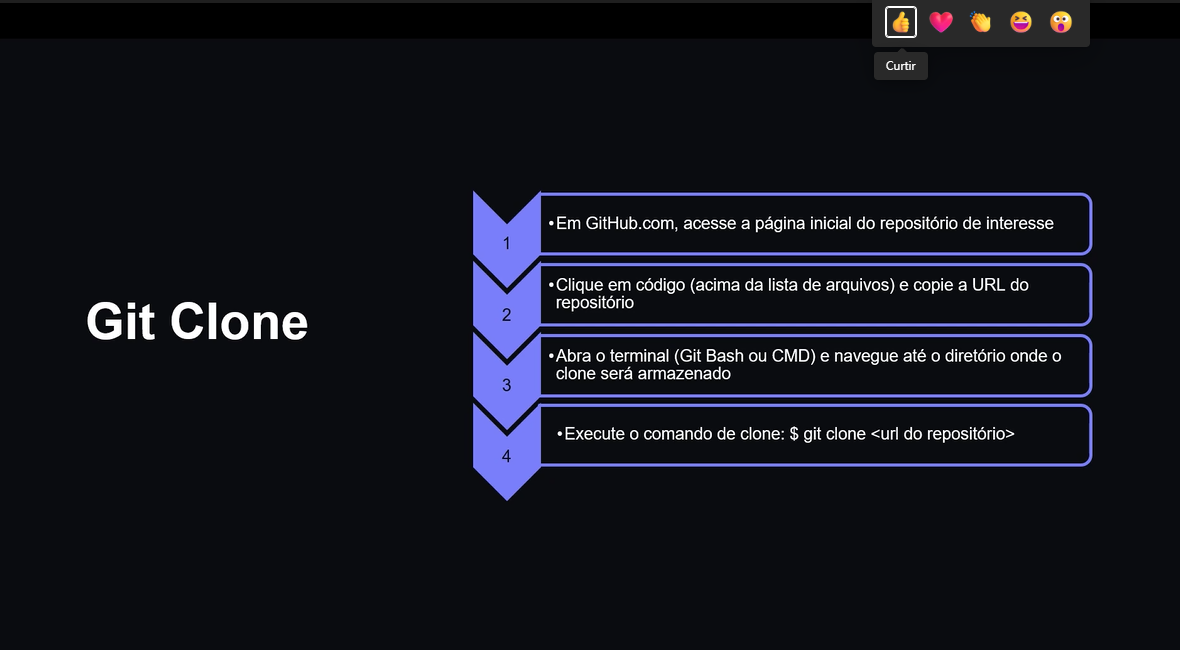 Curtir
Git Clone
1
•Em GitHub.com, acesse a página inicial do repositório de interesse
2
•Clique em código (acima da lista de arquivos) e copie a URL do
repositório
3
•Abra o terminal (Git Bash ou CMD) e navegue até o diretório onde o
clone será armazenado
4
•Execute o comando de clone: $ git clone <url do repositório>